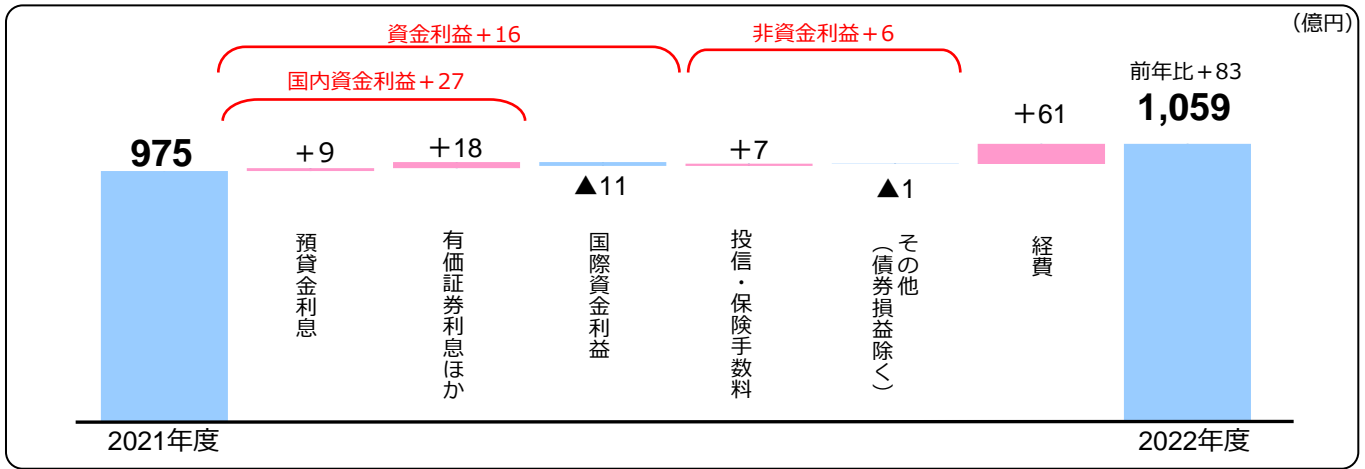 （億円）
資金利益＋16
非資金利益＋6
国内資金利益＋27
前年比＋83
975
＋9
＋18
▲11
＋7
▲1
＋61
1,059
預貸金利息
有価証券利息ほか
国際資金利益
投信・保険手数料
その他
（債券損益除く）
経費
2021年度
2022年度